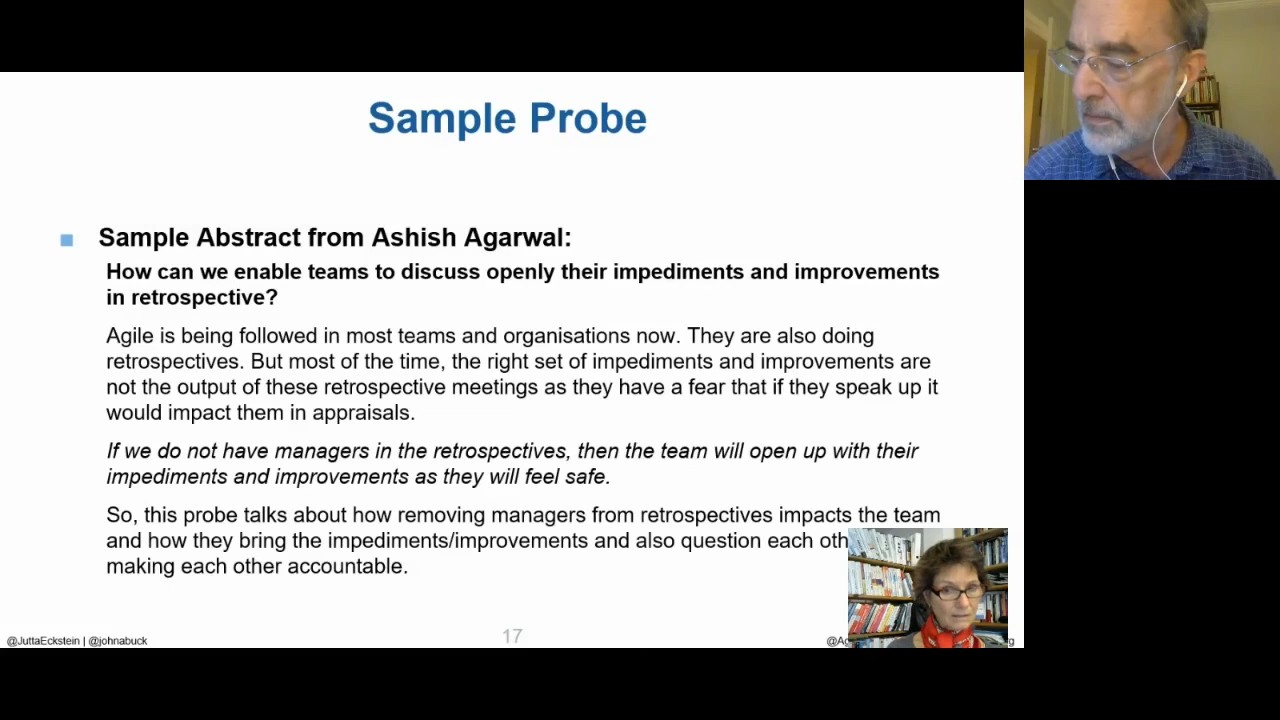 Sample Probe
Sample Abstract from Ashish Agarwal:
How can we enable teams to discuss openly their impediments and improvements
in retrospective?
Agile is being followed in most teams and organisations now. They are also doing
retrospectives. But most of the time, the right set of impediments and improvements are
not the output of these retrospective meetings as they have a fear that if they speak up it
would impact them in appraisals.
If we do not have managers in the retrospectives, then the team will open up with their
impediments and improvements as they will feel safe.
So, this probe talks about how removing managers from retrospectives impacts the team
and how they bring the impediments/improvements and also question each
making each other accountable.
@JuttaEckstein | @johnabuck
17